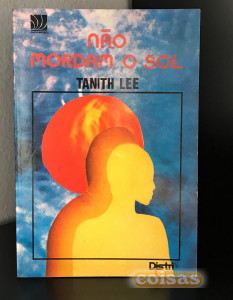 NÃO
MORDAM O SOL
TANITH LEE
Distri
coisas